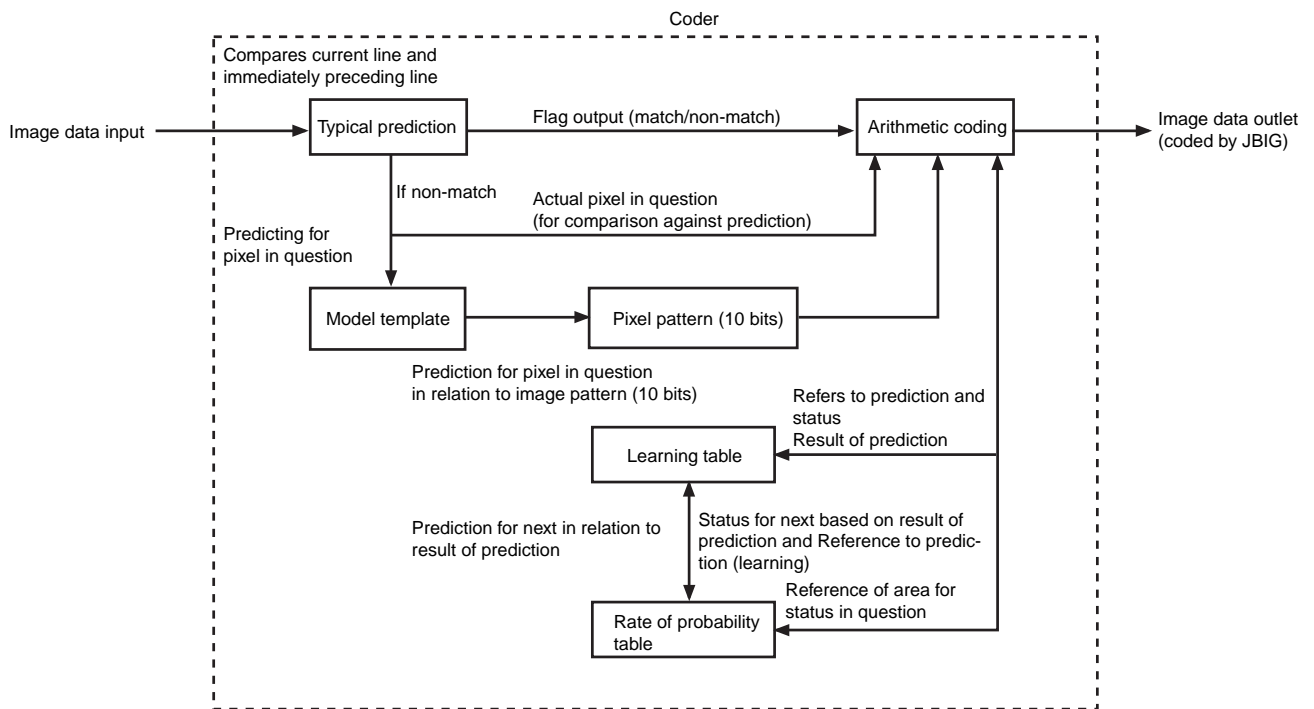 Coder
Compares current line and
immediately preceding line
Image data input
Typical prediction
Flag output (match/non-match)
Arithmetic coding
Image data outlet
(coded by JBIG)
If non-match
Actual pixel in question
(for comparison against prediction)
Predicting for
pixel in question
Model template
Pixel pattern (10 bits)
Prediction for pixel in question
in relation to image pattern (10 bits)
Refers to prediction and
status
Result of prediction
Learning table
Prediction for next in relation to
result of prediction
Status for next based on result of
prediction and Reference to predic-
tion (learning)
Reference of area for
status in question
Rate of probability
table